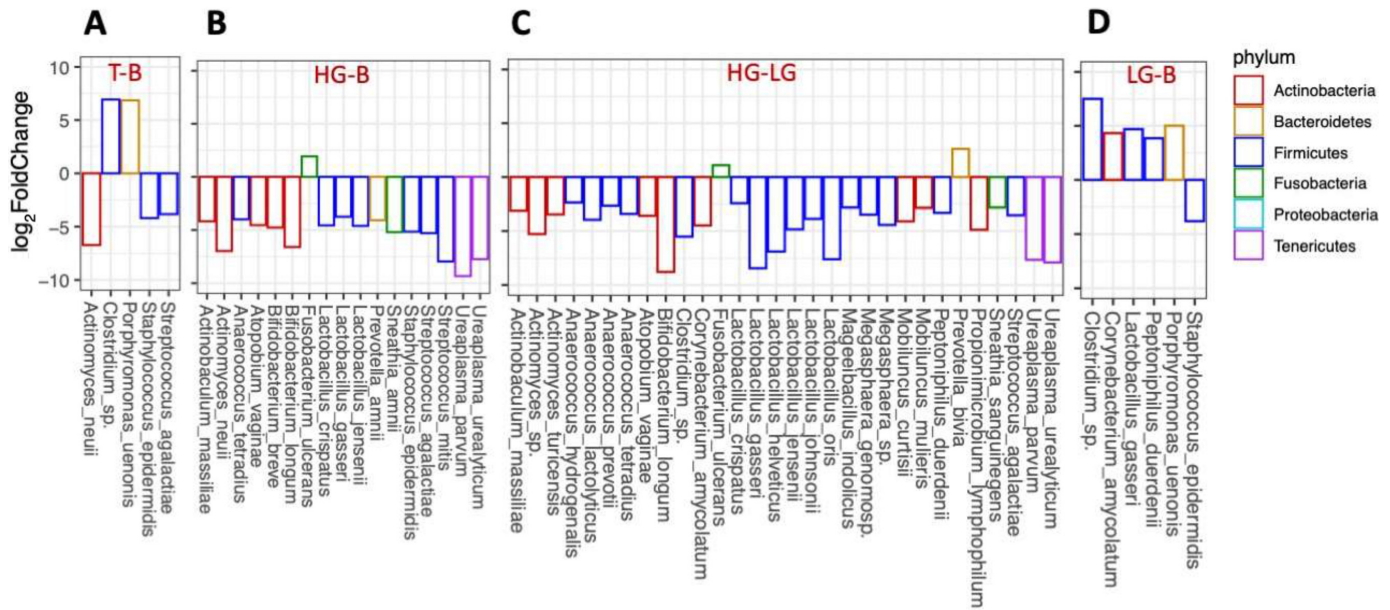 A
B
C
D
T-B
HG-B
HG-LG
LG-B
log2FoldChange
10
5
0
−5
−10
Actinomyces_neuii
Clostridium_sp.
Porphyromonas_uenonis
Staphylococcus_epidermidis
Streptococcus_agalactiae
Actinobaculum_massiliae
Actinomyces_neuii
Anaerococcus_tetradius
Atopobium_vaginae
Bifidobacterium_breve
Bifidobacterium_longum
Fusobacterium_ulcerans
Lactobacillus_crispatus
Lactobacillus_gasseri
Lactobacillus_jensenii
Prevotella_amnii
Sneathia_amnii
Staphylococcus_epidermidis
Streptococcus_agalactiae
Streptococcus_mitis
Ureaplasma_parvum
Ureaplasma_urealyticum
Actinobaculum_massiliae
Actinomyces_sp.
Actinomyces_turicensis
Anaerococcus_hydrogenalis
Anaerococcus_lactolyticus
Anaerococcus_prevotii
Anaerococcus_tetradius
Atopobium_vaginae
Bifidobacterium_longum
Clostridium_sp.
Corynebacterium_amycolatum
Fusobacterium_ulcerans
Lactobacillus_crispatus
Lactobacillus_gasseri
Lactobacillus_helveticus
Lactobacillus_jensenii
Lactobacillus_johnsonii
Lactobacillus_oris
Mageeibacillus_indolicus
Megasphaera_genomosp.
Megasphaera_sp.
Mobiluncus_curtisii
Mobiluncus_mulieris
Peptoniphilus_duerdenii
Prevotella_bivia
Propionimicrobium_lymphophilum
Sneathia_sanguinegens
Streptococcus_agalactiae
Ureaplasma_parvum
Ureaplasma_urealyticum
Clostridium_sp.
Corynebacterium_amycolatum
Lactobacillus_gasseri
Peptoniphilus_duerdenii
Porphyromonas_uenonis
Staphylococcus_epidermidis
phylum
Actinobacteria
Bacteroidetes
Firmicutes
Fusobacteria
Proteobacteria
Tenericutes